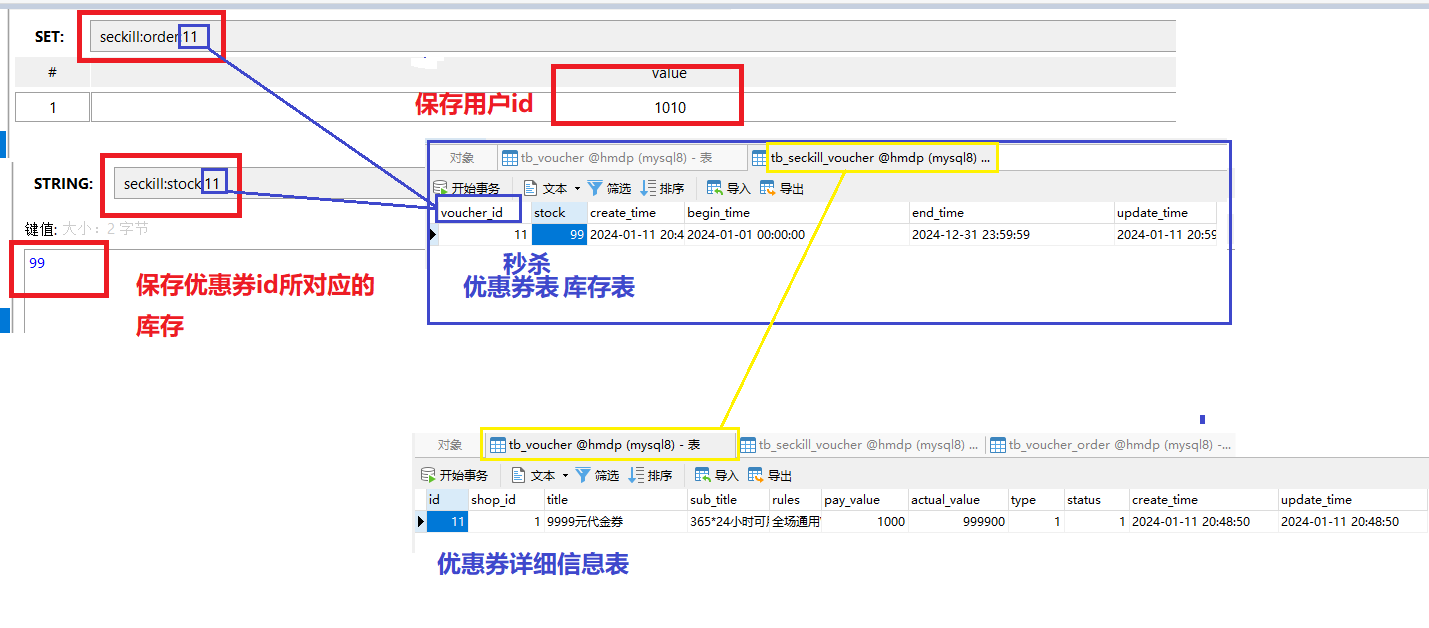 SET:
seckill:order:11
#
value
1
1010
保存用户id
STRING:
seckill:stock:11
键值: 大小：2 字节
99
保存优惠券id所对应的
库存
对象
tb_voucher @hmdp (mysql8) - 表
tb_seckill_voucher @hmdp (mysql8) ...
开始事务 文本 筛选 排序 导入 导出
voucher_id stock create_time begin_time end_time update_time
11 99 2024-01-11 20:4 2024-01-01 00:00:00 2024-12-31 23:59:59 2024-01-11 20:59
秒杀
优惠券表 库存表
对象
tb_voucher @hmdp (mysql8) - 表
tb_seckill_voucher @hmdp (mysql8) ...
tb_voucher_order @hmdp (mysql8) -...
开始事务 文本 筛选 排序 导入 导出
id shop_id title sub_title rules pay_value actual_value type status create_time update_time
11 1 9999元代金券 365*24小时可 全场通用 1000 999900 1 1 2024-01-11 20:48:50 2024-01-11 20:48:50
优惠券详细信息表